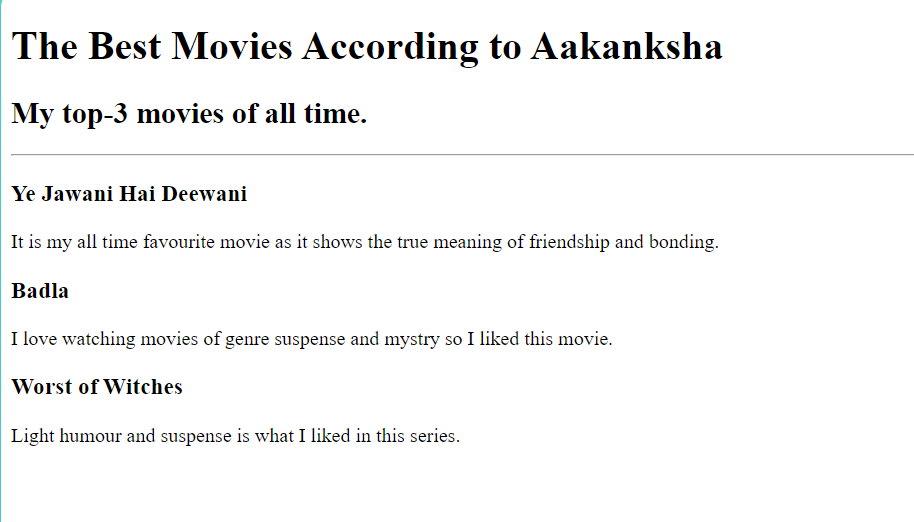 The Best Movies According to Aakanksha
My top-3 movies of all time.
Ye Jawani Hai Deewani
It is my all time favourite movie as it shows the true meaning of friendship and bonding.
Badla
I love watching movies of genre suspense and mystry so I liked this movie.
Worst of Witches
Light humour and suspense is what I liked in this series.